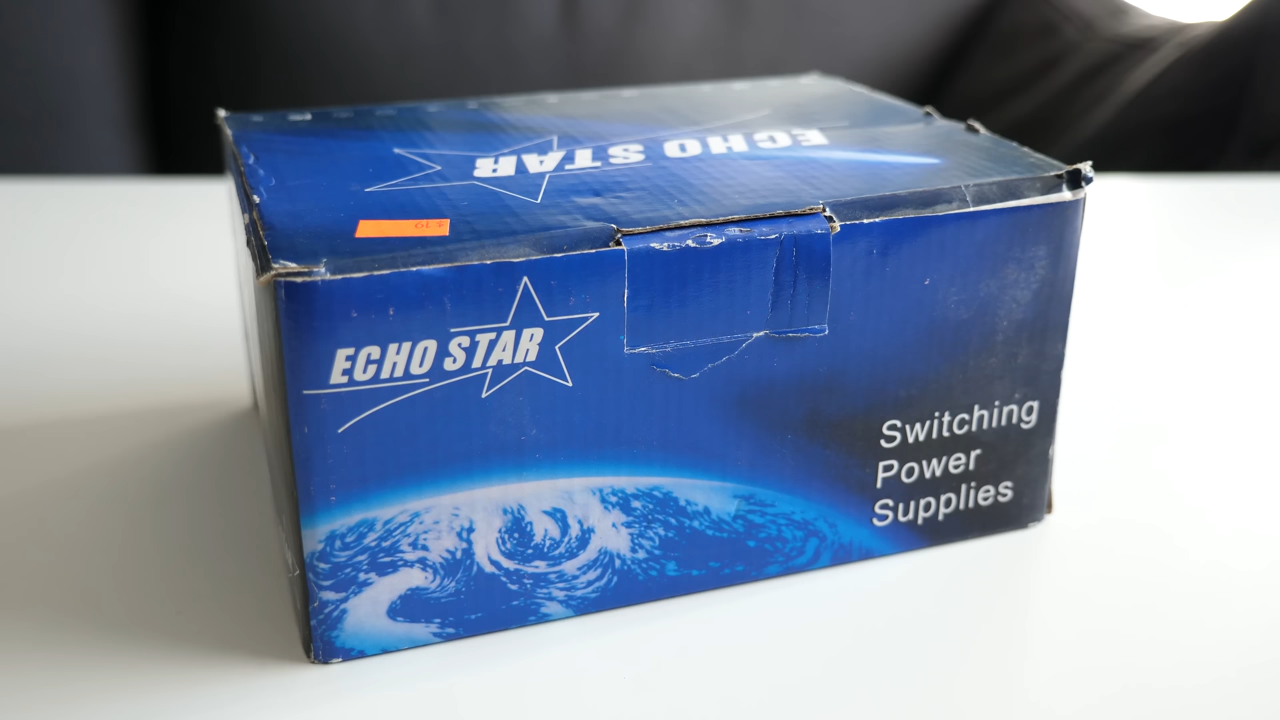 ECHO STAR
ECHO STAR
Switching
Power
Supplies